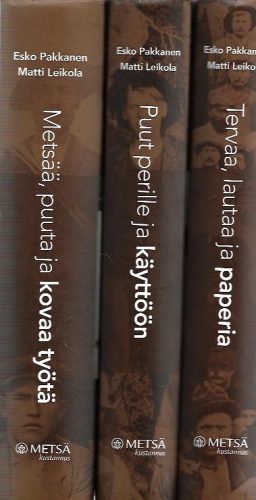 Esko Pakkanen
Matti Leikola
Metsää, puuta ja kovaa työtä
METSÄ
kustannus
Esko Pakkanen
Matti Leikola
Puut perille ja käyttöön
METSÄ
kustannus
Esko Pakkanen
Matti Leikola
Tervaa, lautaa ja paperia
METSÄ
kustannus